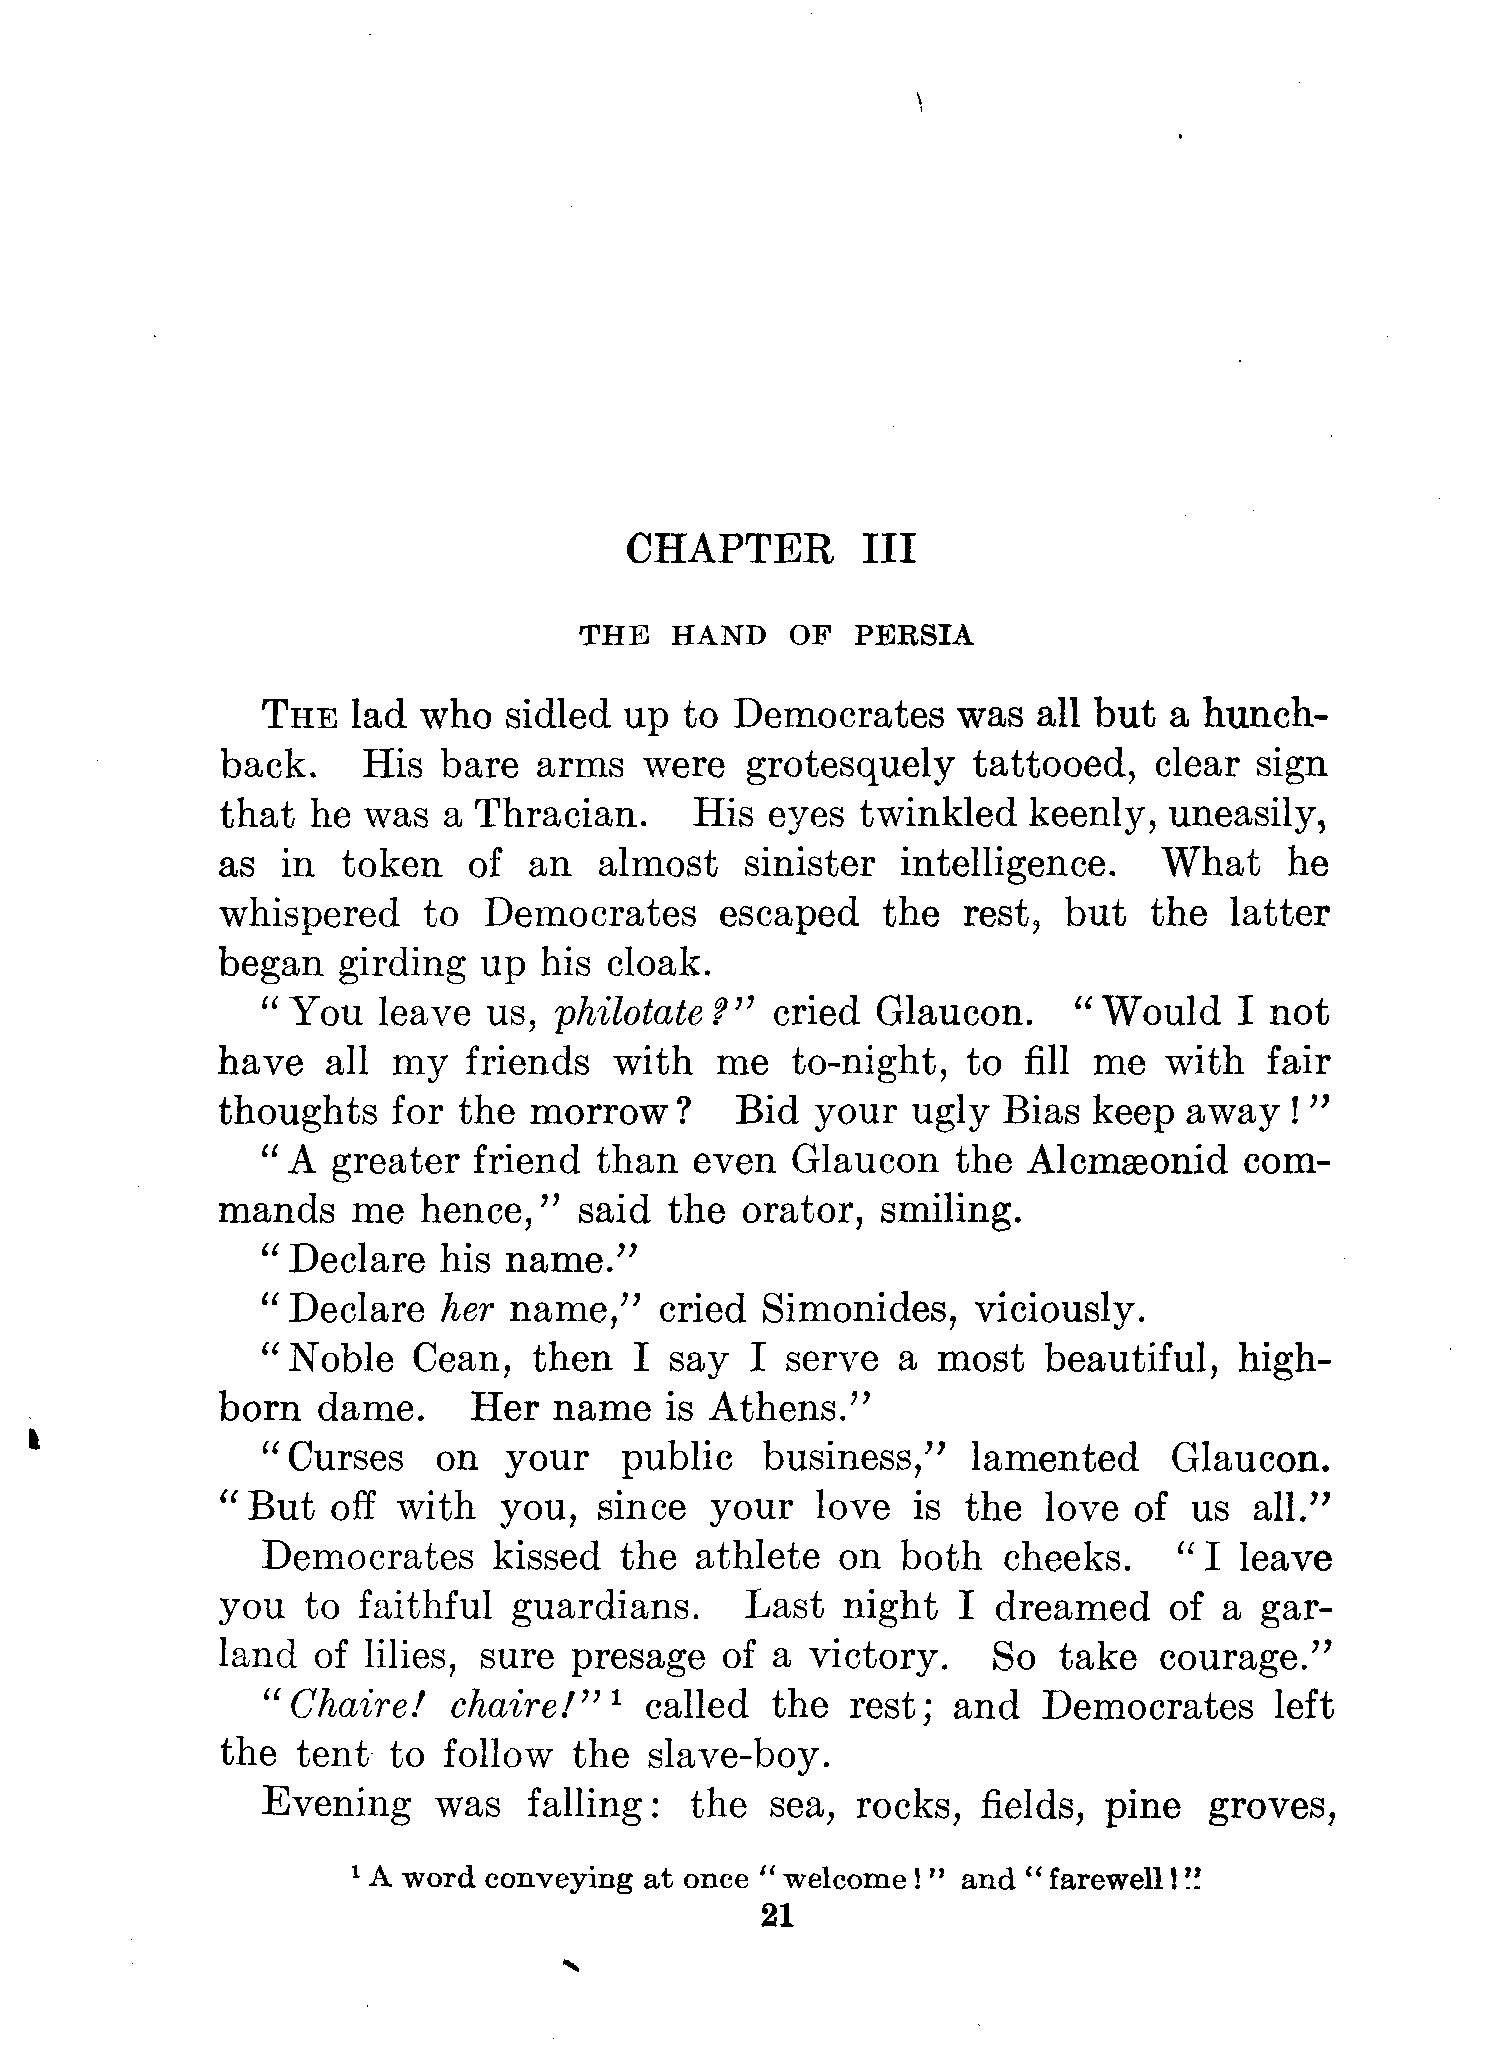 CHAPTER III
THE HAND OF PERSIA
THE lad who sidled up to Democrates was all but a hunch-
back. His bare arms were grotesquely tattooed, clear sign
that he was a Thracian. His eyes twinkled keenly, uneasily,
as in token of an almost sinister intelligence. What he
whispered to Democrates escaped the rest, but the latter
began girding up his cloak.
"You leave us, philotate?" cried Glaucon. "Would I not
have all my friends with me to-night, to fill me with fair
thoughts for the morrow? Bid your ugly Bias keep away!"
"A greater friend than even Glaucon the Alcmæonid com-
mands me hence," said the orator, smiling.
"Declare his name."
"Declare her name," cried Simonides, viciously.
"Noble Cean, then I say I serve a most beautiful, high-
born dame. Her name is Athens."
"Curses on your public business," lamented Glaucon.
"But off with you, since your love is the love of us all."
Democrates kissed the athlete on both cheeks. "I leave
you to faithful guardians. Last night I dreamed of a gar-
land of lilies, sure presage of a victory. So take courage."
"Chaire! chaire!"¹ called the rest; and Democrates left
the tent to follow the slave-boy.
Evening was falling: the sea, rocks, fields, pine groves,
¹ A word conveying at once "welcome!" and "farewell!"
21